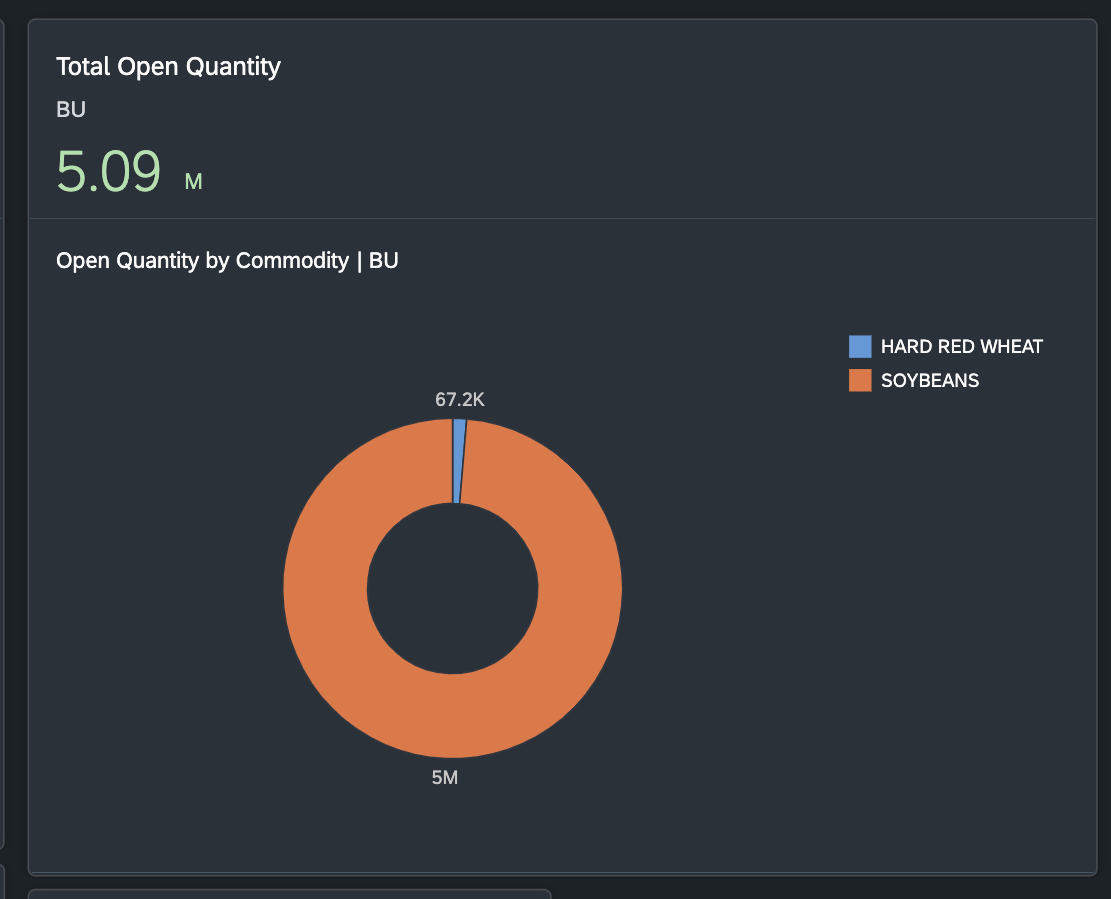 Total Open Quantity
BU
5.09 M
Open Quantity by Commodity | BU
HARD RED WHEAT
SOYBEANS
67.2K
5M